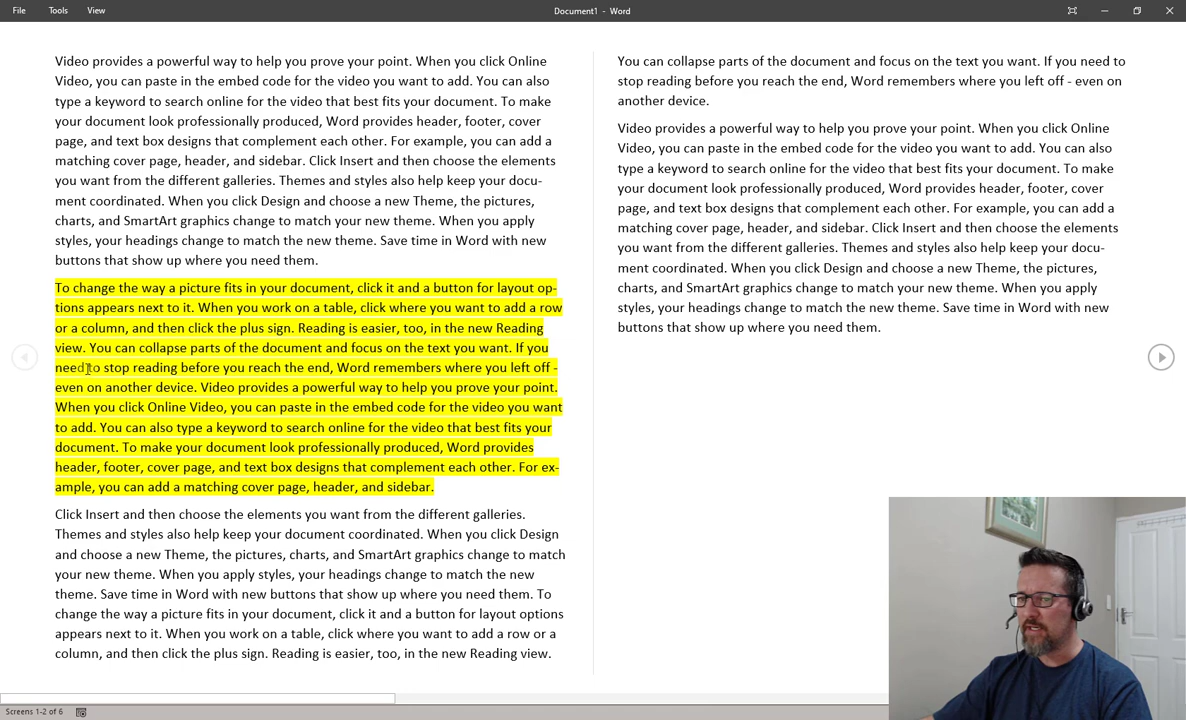 File Tools View Document1 - Word
Video provides a powerful way to help you prove your point. When you click Online
Video, you can paste in the embed code for the video you want to add. You can also
type a keyword to search online for the video that best fits your document. To make
your document look professionally produced, Word provides header, footer, cover
page, and text box designs that complement each other. For example, you can add a
matching cover page, header, and sidebar. Click Insert and then choose the elements
you want from the different galleries. Themes and styles also help keep your docu-
ment coordinated. When you click Design and choose a new Theme, the pictures,
charts, and SmartArt graphics change to match your new theme. When you apply
styles, your headings change to match the new theme. Save time in Word with new
buttons that show up where you need them.
To change the way a picture fits in your document, click it and a button for layout op-
tions appears next to it. When you work on a table, click where you want to add a row
or a column, and then click the plus sign. Reading is easier, too, in the new Reading
view. You can collapse parts of the document and focus on the text you want. If you
need to stop reading before you reach the end, Word remembers where you left off -
even on another device. Video provides a powerful way to help you prove your point.
When you click Online Video, you can paste in the embed code for the video you want
to add. You can also type a keyword to search online for the video that best fits your
document. To make your document look professionally produced, Word provides
header, footer, cover page, and text box designs that complement each other. For ex-
ample, you can add a matching cover page, header, and sidebar.
Click Insert and then choose the elements you want from the different galleries.
Themes and styles also help keep your document coordinated. When you click Design
and choose a new Theme, the pictures, charts, and SmartArt graphics change to match
your new theme. When you apply styles, your headings change to match the new
theme. Save time in Word with new buttons that show up where you need them. To
change the way a picture fits in your document, click it and a button for layout options
appears next to it. When you work on a table, click where you want to add a row or a
column, and then click the plus sign. Reading is easier, too, in the new Reading view.
You can collapse parts of the document and focus on the text you want. If you need to
stop reading before you reach the end, Word remembers where you left off - even on
another device.
Video provides a powerful way to help you prove your point. When you click Online
Video, you can paste in the embed code for the video you want to add. You can also
type a keyword to search online for the video that best fits your document. To make
your document look professionally produced, Word provides header, footer, cover
page, and text box designs that complement each other. For example, you can add a
matching cover page, header, and sidebar. Click Insert and then choose the elements
you want from the different galleries. Themes and styles also help keep your docu-
ment coordinated. When you click Design and choose a new Theme, the pictures,
charts, and SmartArt graphics change to match your new theme. When you apply
styles, your headings change to match the new theme. Save time in Word with new
buttons that show up where you need them.
Screens 1-2 of 6